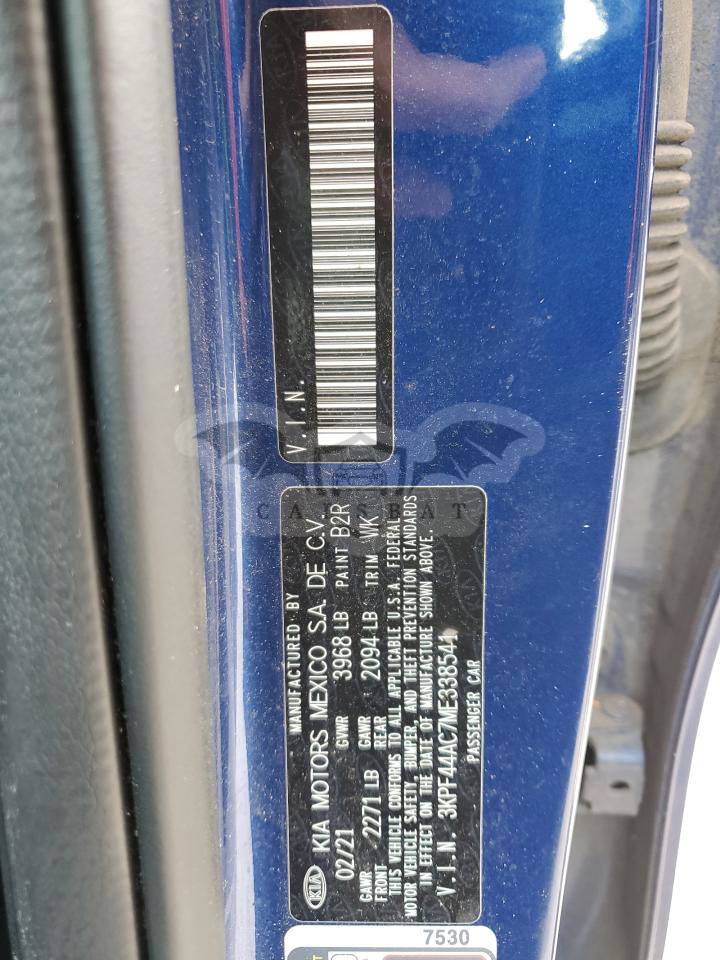 V.I.N.
MANUFACTURED BY
KIA KIA MOTORS MEXICO S.A. DE C.V.
02/21 GVWR 3968 LB PAINT B2R
GAWR FRONT 2271 LB GAWR REAR 2094 LB TRIM WK
THIS VEHICLE CONFORMS TO ALL APPLICABLE U.S.A. FEDERAL
MOTOR VEHICLE SAFETY, BUMPER, AND THEFT PREVENTION STANDARDS
IN EFFECT ON THE DATE OF MANUFACTURE SHOWN ABOVE.
V.I.N. 3KPF44AC7ME338541
PASSENGER CAR
CARSBAT
7530